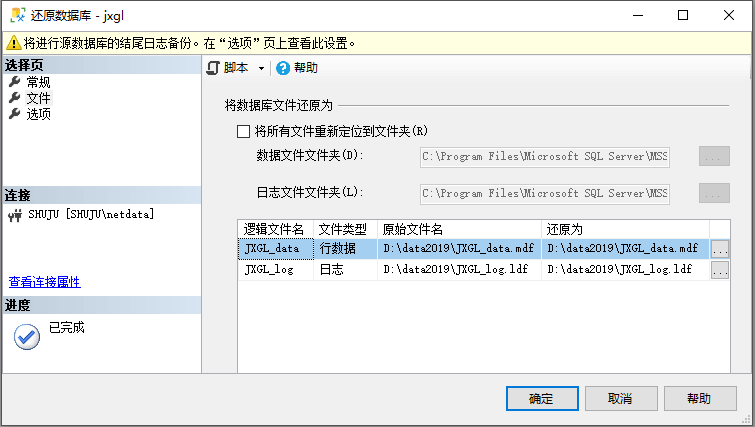 还原数据库 - jxgl
将进行源数据库的结尾日志备份。在“选项”页上查看此设置。
选择页
常规
文件
选项
连接
SHUJU [SHUJU\netdata]
查看连接属性
进度
已完成
脚本 帮助
将数据库文件还原为
将所有文件重新定位到文件夹(R)
数据文件文件夹(D): C:\Program Files\Microsoft SQL Server\MSS ...
日志文件文件夹(L): C:\Program Files\Microsoft SQL Server\MSS ...
逻辑文件名 文件类型 原始文件名 还原为
JXGL_data 行数据 D:\data2019\JXGL_data.mdf D:\data2019\JXGL_data.mdf ...
JXGL_log 日志 D:\data2019\JXGL_log.ldf D:\data2019\JXGL_log.ldf ...
确定 取消 帮助